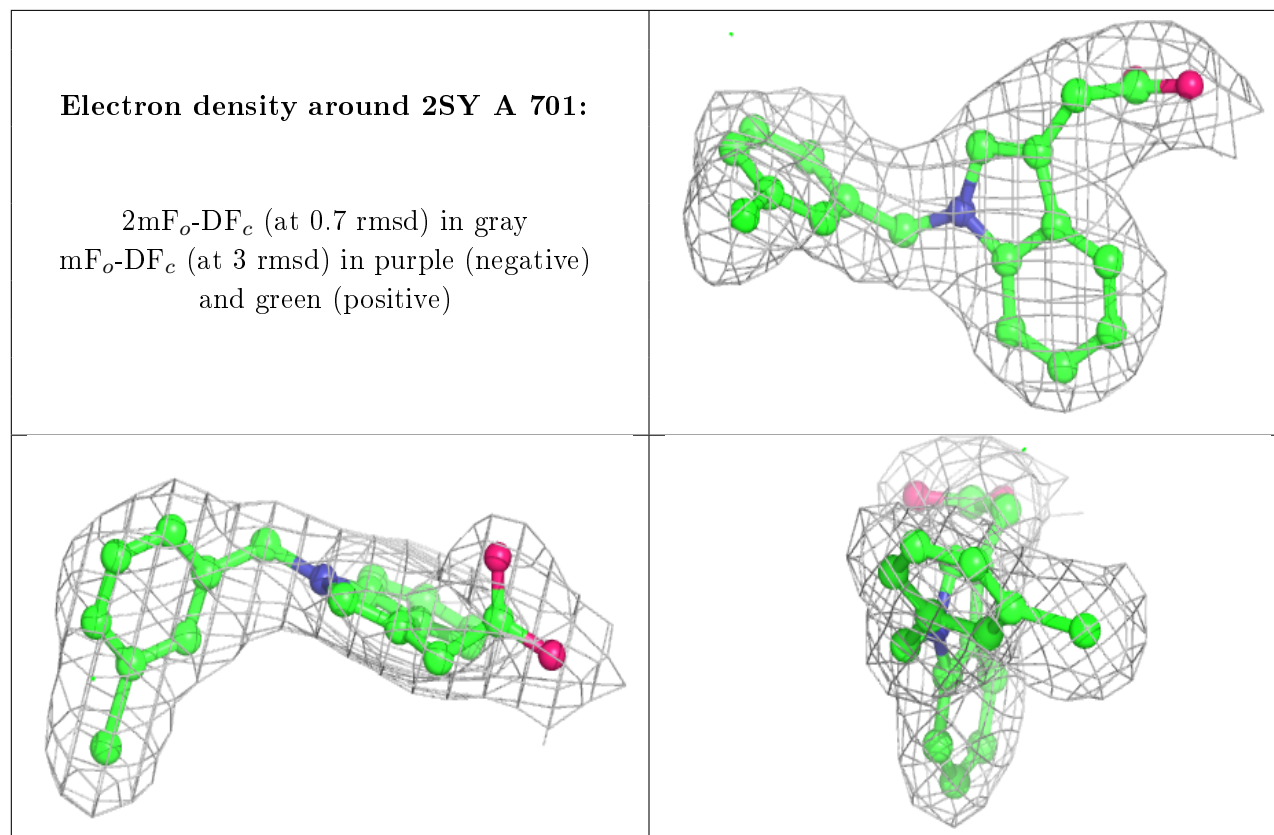 Electron density around 2SY A 701:
2mFₒ-DF𝒸 (at 0.7 rmsd) in gray
mFₒ-DF𝒸 (at 3 rmsd) in purple (negative)
and green (positive)